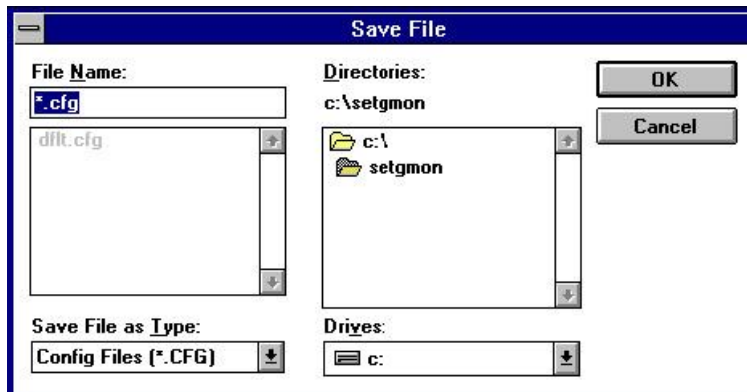 Save File
File Name:
*.cfg
dflt.cfg
Save File as Type:
Config Files (*.CFG)
Directories:
c:\setgmon
c:\
setgmon
Drives:
c:
OK
Cancel